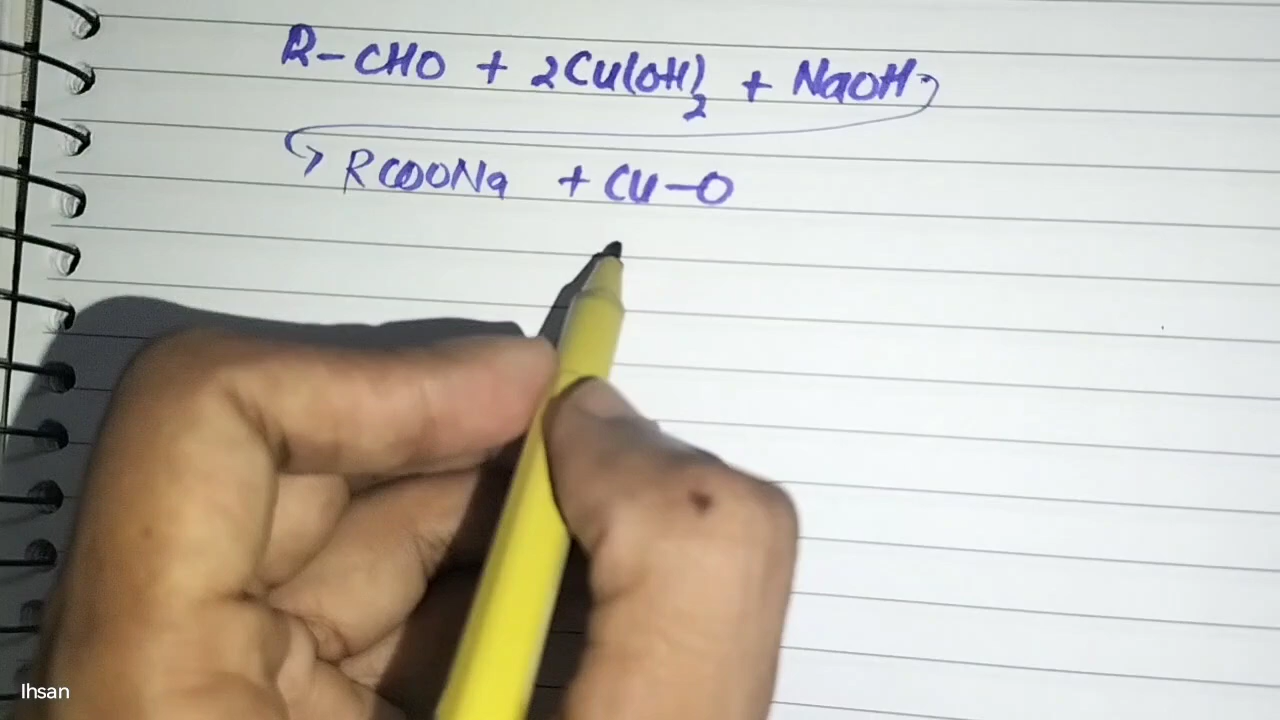 R-CHO + 2Cu(OH)2 + NaOH
RCOONa + Cu-O
Ihsan